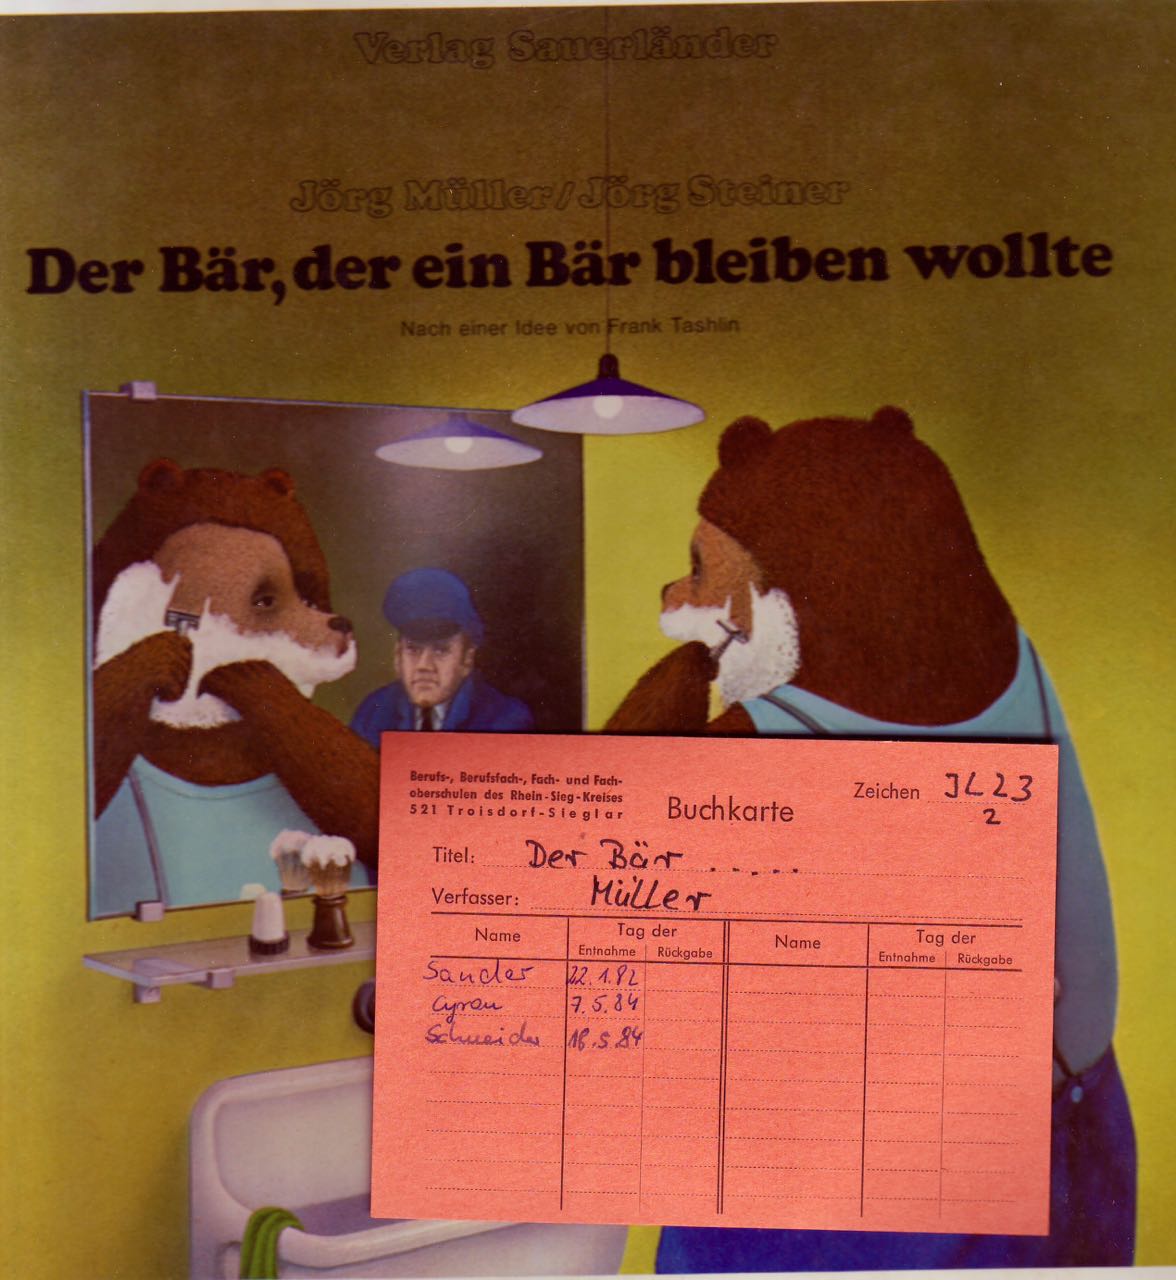 Verlag Sauerländer
Jörg Müller/Jörg Steiner
Der Bär, der ein Bär bleiben wollte
Nach einer Idee von Frank Tashlin
Berufs-, Berufsfach-, Fach- und Fach-
oberschulen des Rhein-Sieg-Kreises
521 Troisdorf-Sieglar
Buchkarte
Zeichen JL 23
2
Titel: Der Bär .....
Verfasser: Müller
Name Tag der Name Tag der
Entnahme Rückgabe Entnahme Rückgabe
Sander 22.1.82
7.5.84
Schneider 18.5.84